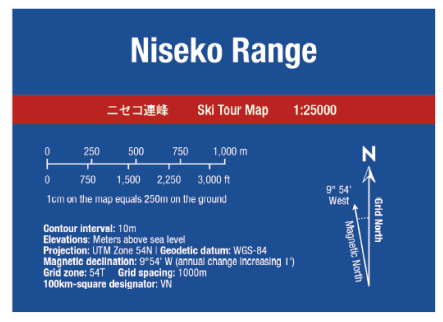 Niseko Range
ニセコ連峰 Ski Tour Map 1:25000
0 250 500 750 1,000 m
0 750 1,500 2,250 3,000 ft
1cm on the map equals 250m on the ground
N
9° 54'
West
Grid North
Magnetic North
Contour interval: 10m
Elevations: Meters above sea level
Projection: UTM Zone 54N | Geodetic datum: WGS-84
Magnetic declination: 9°54' W (annual change increasing 1')
Grid zone: 54T Grid spacing: 1000m
100km-square designator: VN